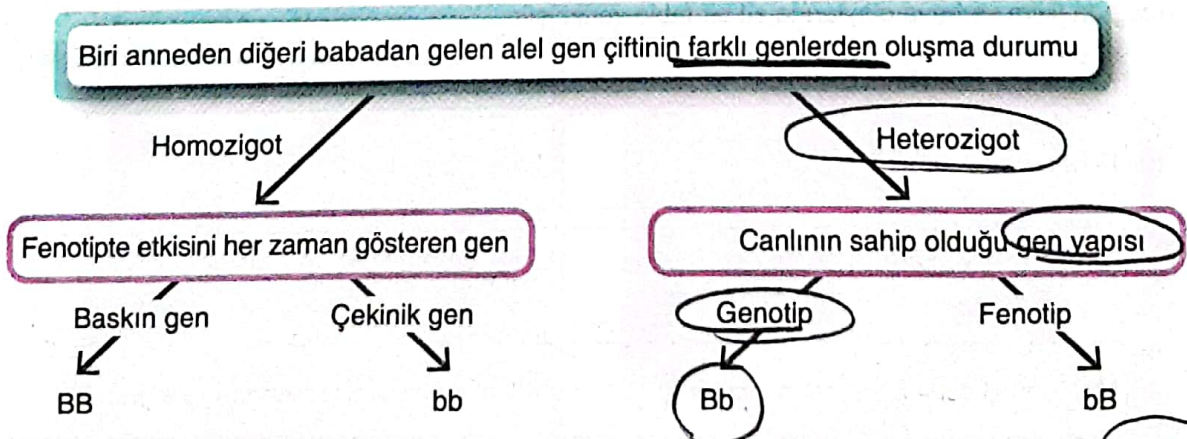 Biri anneden diğeri babadan gelen alel gen çiftinin farklı genlerden oluşma durumu
Homozigot
Heterozigot
Fenotipte etkisini her zaman gösteren gen
Canlının sahip olduğu gen yapısı
Baskın gen
Çekinik gen
Genotip
Fenotip
BB
bb
Bb
bB